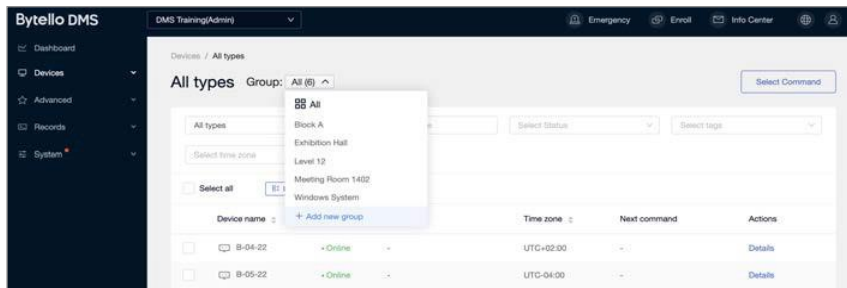 Bytello DMS
DMS Training(Admin)
Emergency
Enroll
Info Center
Dashboard
Devices
Advanced
Records
System
Devices / All types
All types Group: All (6)
Select Command
All
Block A
Exhibition Hall
Level 12
Meeting Room 1402
Windows System
+ Add new group
All types
Select Status
Select tags
Select time zone
Select all
Device name
Time zone
Next command
Actions
B-04-22 • Online - UTC+02:00 - Details
B-05-22 • Online - UTC-04:00 - Details